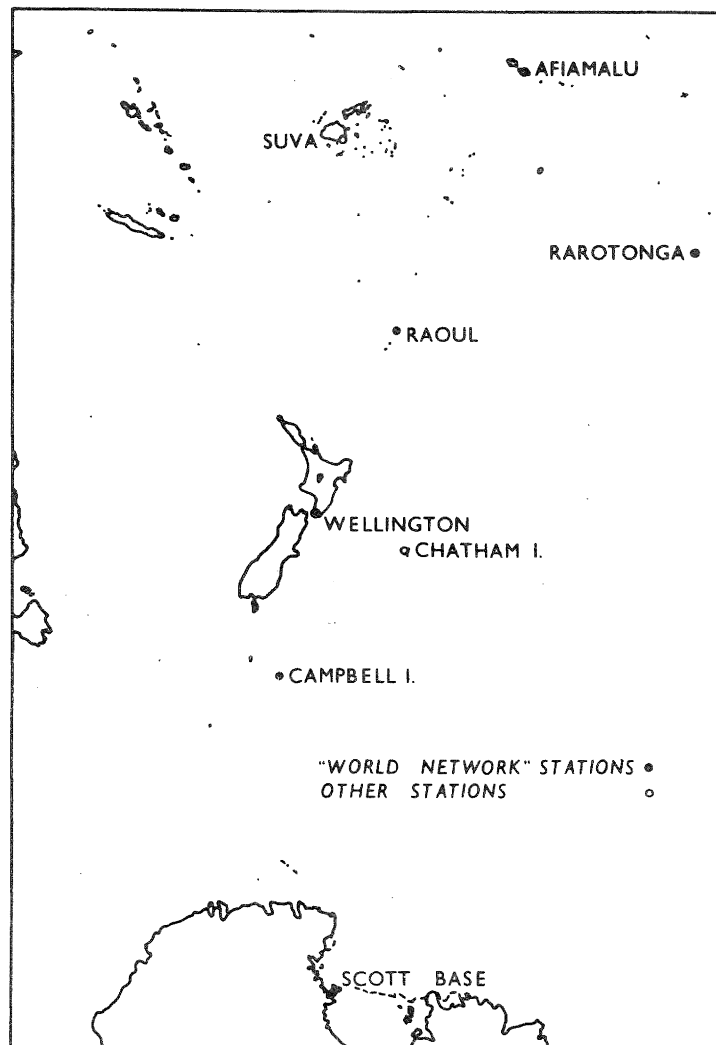 AFIAMALU
SUVA
RAROTONGA
RAOUL
WELLINGTON
CHATHAM I.
CAMPBELL I.
"WORLD NETWORK" STATIONS
OTHER STATIONS
SCOTT BASE